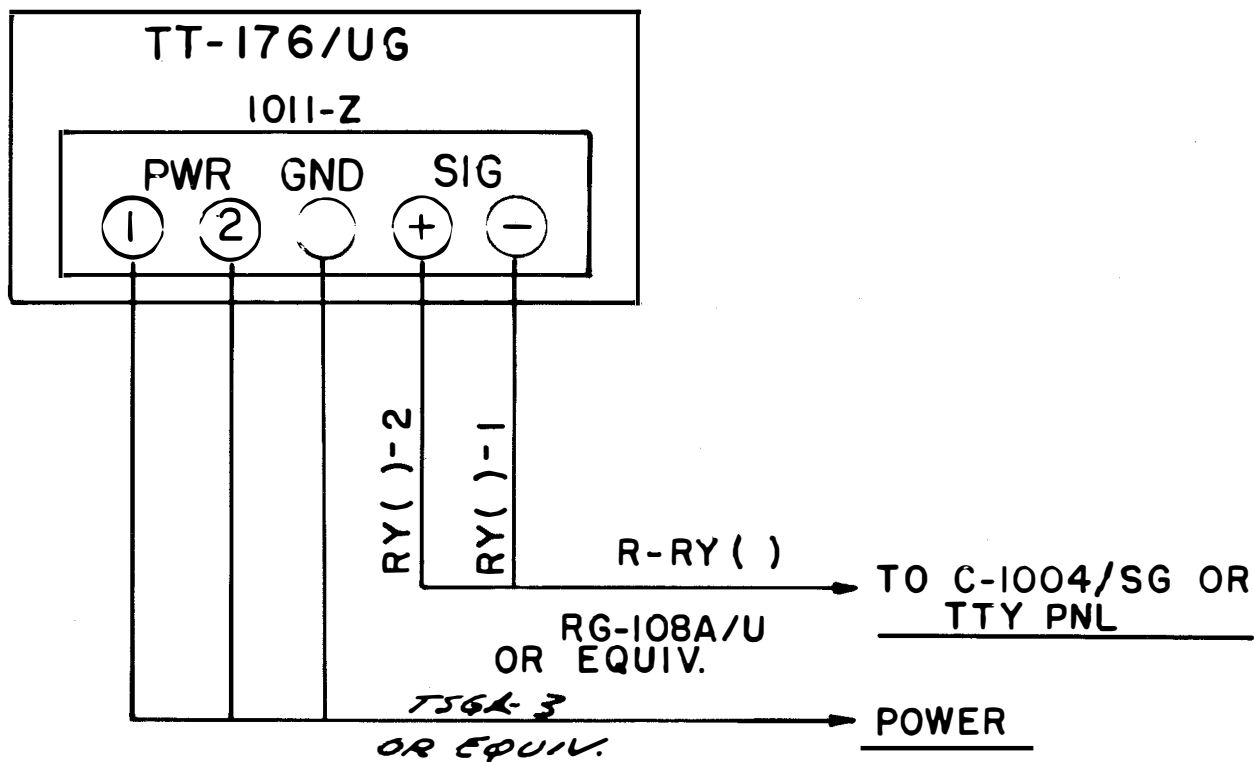 TT-176/UG
1011-Z
PWR GND SIG
1 2 + -
RY( )-2
RY( )-1
R-RY ( )
TO C-1004/SG OR
TTY PNL
RG-108A/U
OR EQUIV.
OR EQUIV.
POWER